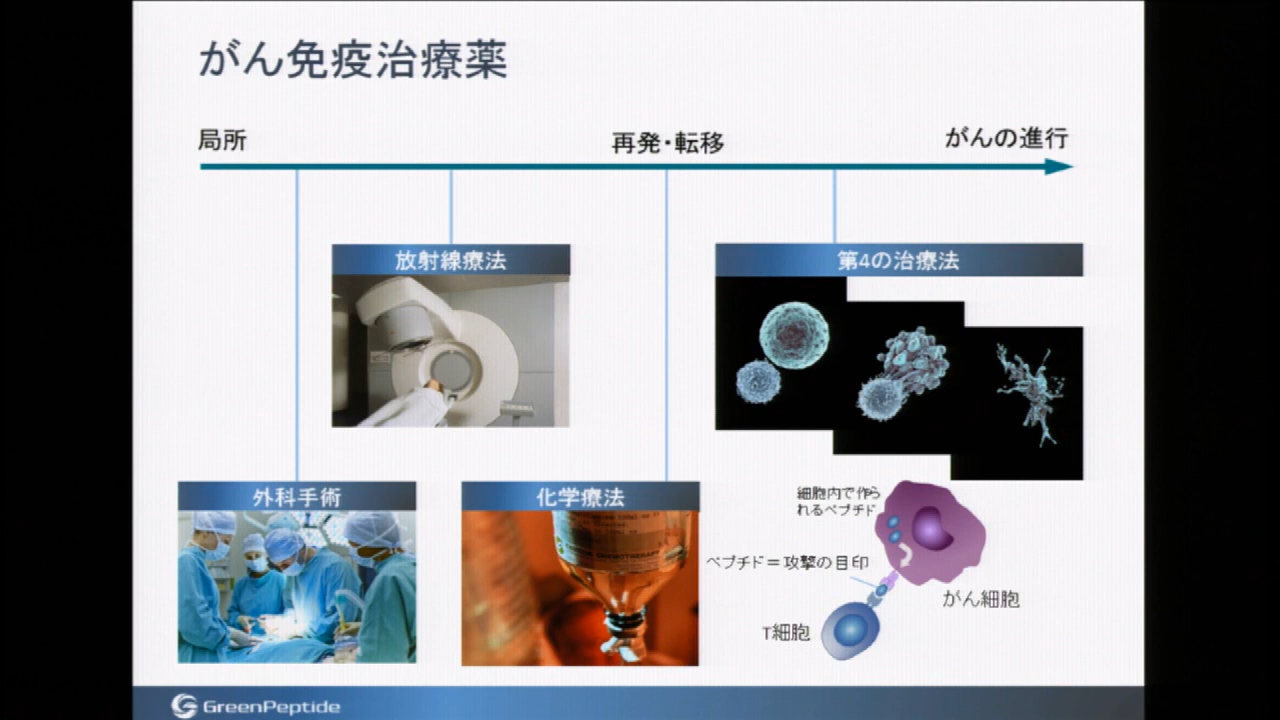 がん免疫治療薬
局所
再発・転移
がんの進行
放射線療法
第4の治療法
外科手術
化学療法
細胞内で作ら
れるペプチド
ペプチド＝攻撃の目印
がん細胞
T細胞
CHEMOTHERAPY
GreenPeptide